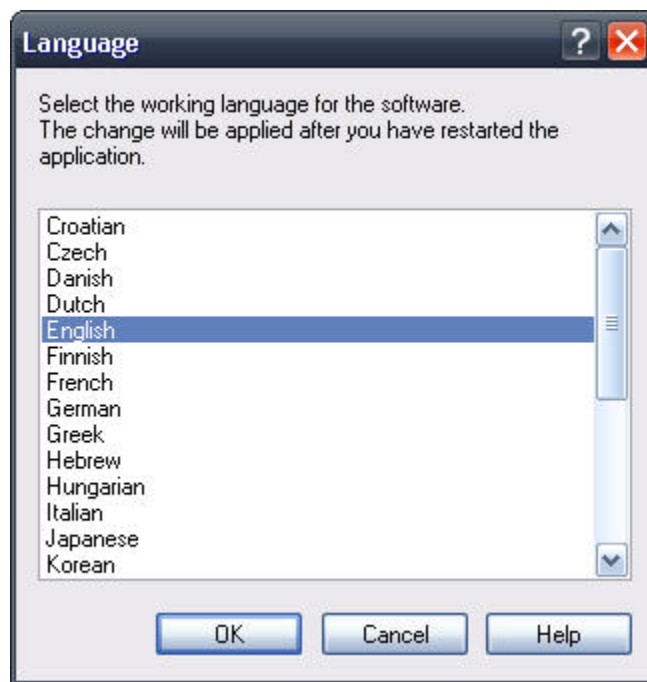 Language
Select the working language for the software.
The change will be applied after you have restarted the
application.
Croatian
Czech
Danish
Dutch
English
Finnish
French
German
Greek
Hebrew
Hungarian
Italian
Japanese
Korean
OK Cancel Help